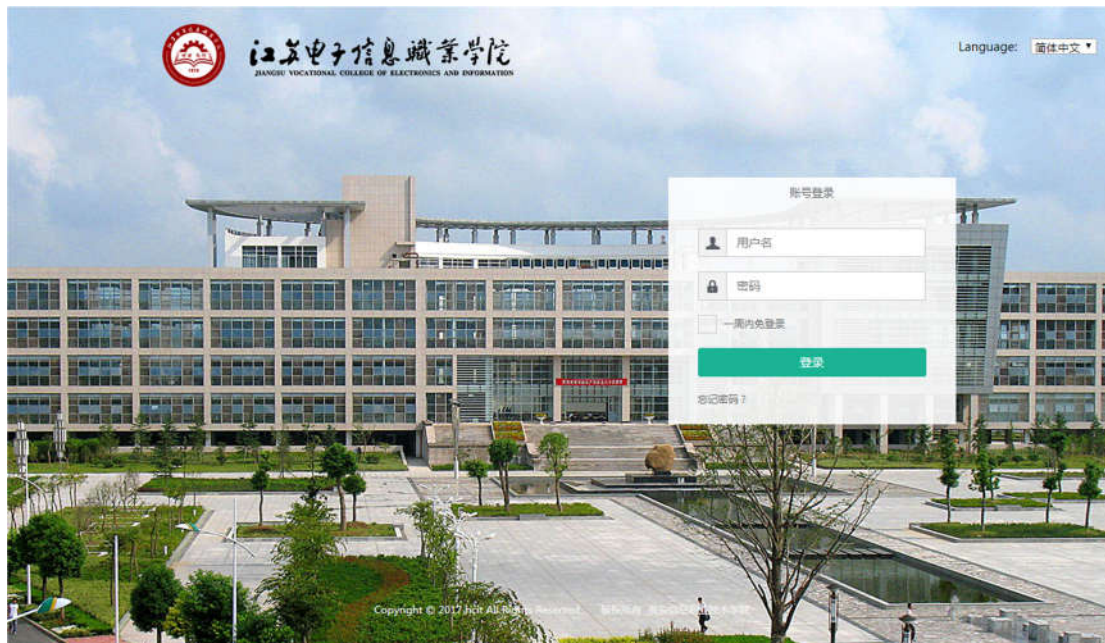 江苏电子信息职业学院
JIANGSU VOCATIONAL COLLEGE OF ELECTRONICS AND INFORMATION
Language: 简体中文
账号登录
用户名
密码
一周内免登录
登录
忘记密码？
Copyright © 2017 hcit All Rights Reserved.